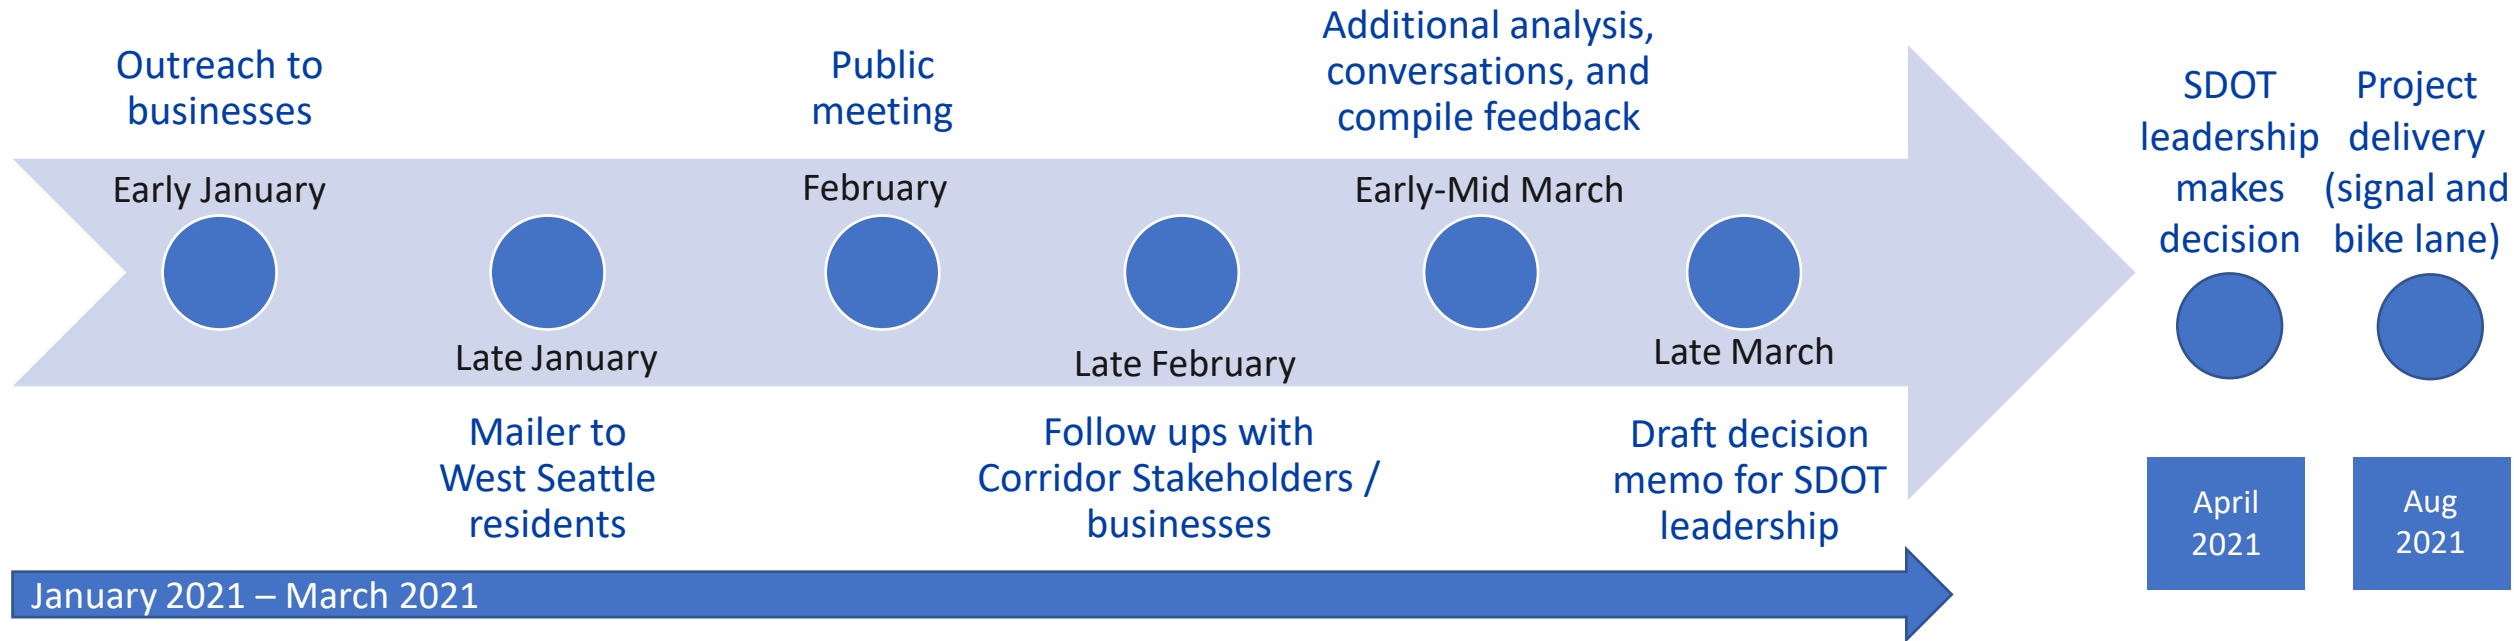 Outreach to
businesses
Early January
Late January
Mailer to
West Seattle
residents
Public
meeting
February
Late February
Follow ups with
Corridor Stakeholders /
businesses
Additional analysis,
conversations, and
compile feedback
Early-Mid March
Late March
Draft decision
memo for SDOT
leadership
SDOT
leadership
makes
decision
April
2021
Project
delivery
(signal and
bike lane)
Aug
2021
January 2021 – March 2021